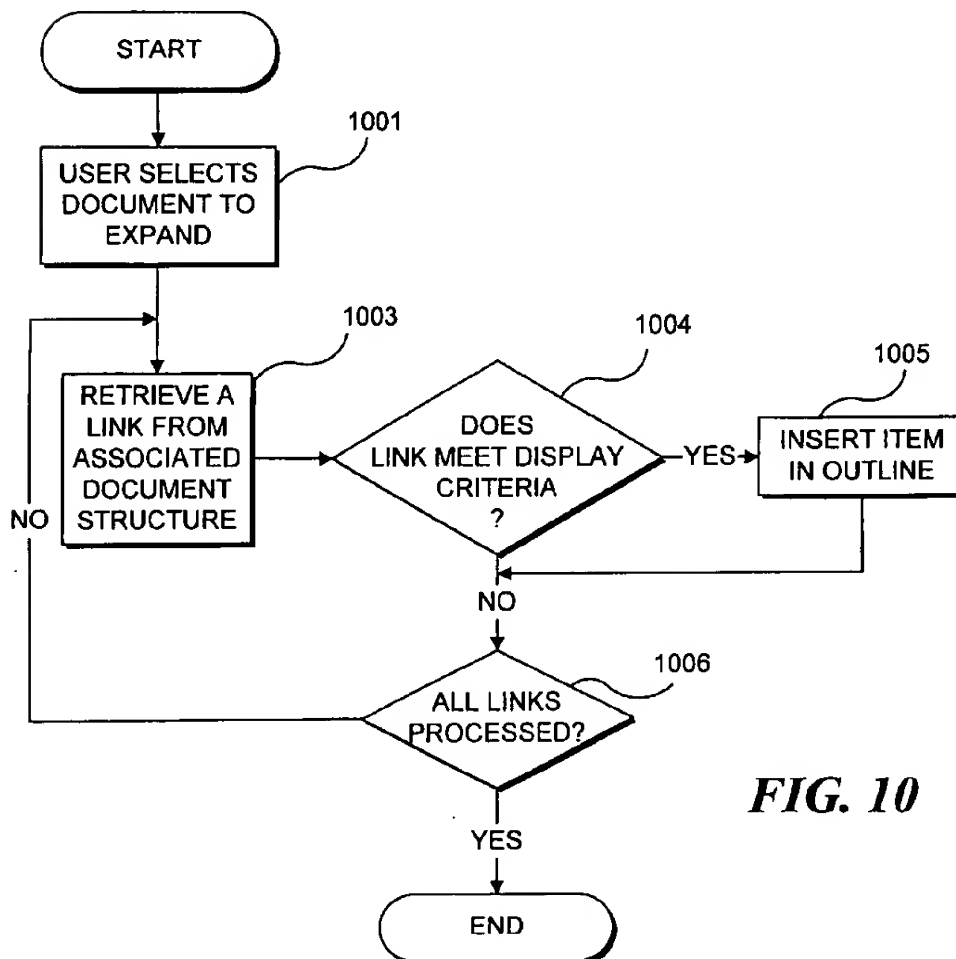 START
1001
USER SELECTS
DOCUMENT TO
EXPAND
1003
RETRIEVE A
LINK FROM
ASSOCIATED
DOCUMENT
STRUCTURE
1004
DOES
LINK MEET DISPLAY
CRITERIA
?
YES
1005
INSERT ITEM
IN OUTLINE
NO
NO
1006
ALL LINKS
PROCESSED?
YES
END
FIG. 10